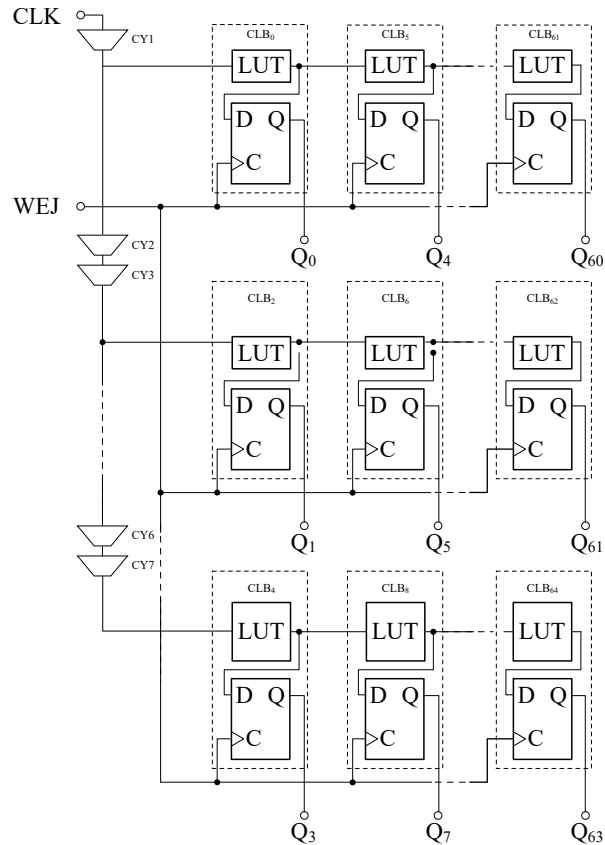 CLK
CY1
CLB0 CLB5 CLB61
LUT LUT LUT
D Q D Q D Q
C C C
WEJ
CY2
Q0 Q4 Q60
CY3
CLB2 CLB6 CLB62
LUT LUT LUT
D Q D Q D Q
C C C
CY6
Q1 Q5 Q61
CY7
CLB4 CLB8 CLB64
LUT LUT LUT
D Q D Q D Q
C C C
Q3 Q7 Q63